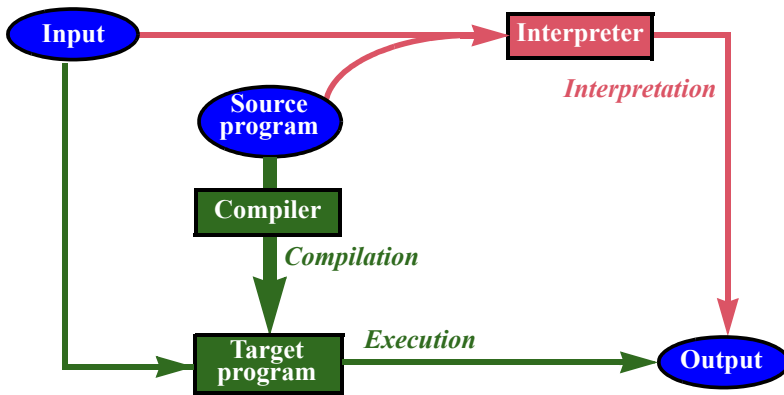 Input
Interpreter
Interpretation
Source
program
Compiler
Compilation
Target
program
Execution
Output